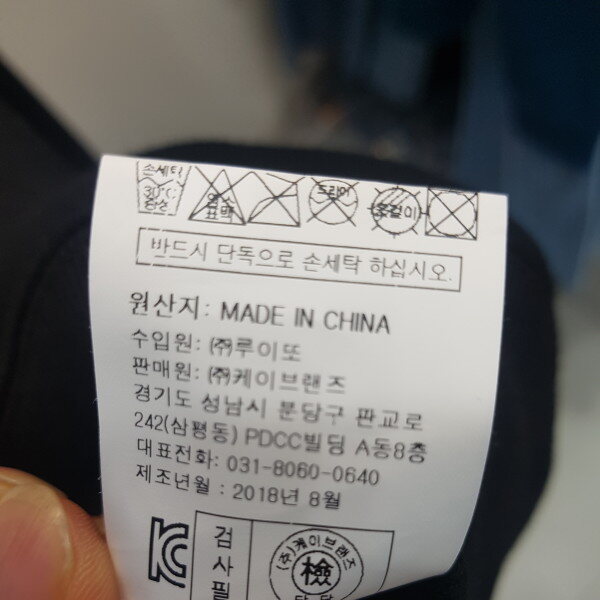 손세탁
30℃
중성
염소
표백
드라이
옷걸이
반드시 단독으로 손세탁 하십시오.
원산지: MADE IN CHINA
수입원: ㈜루이또
판매원: ㈜케이브랜즈
경기도 성남시 분당구 판교로
242(삼평동) PDCC빌딩 A동8층
대표전화: 031-8060-0640
제조년월 : 2018년 8월
검
사
필
(주)케이브랜즈
檢